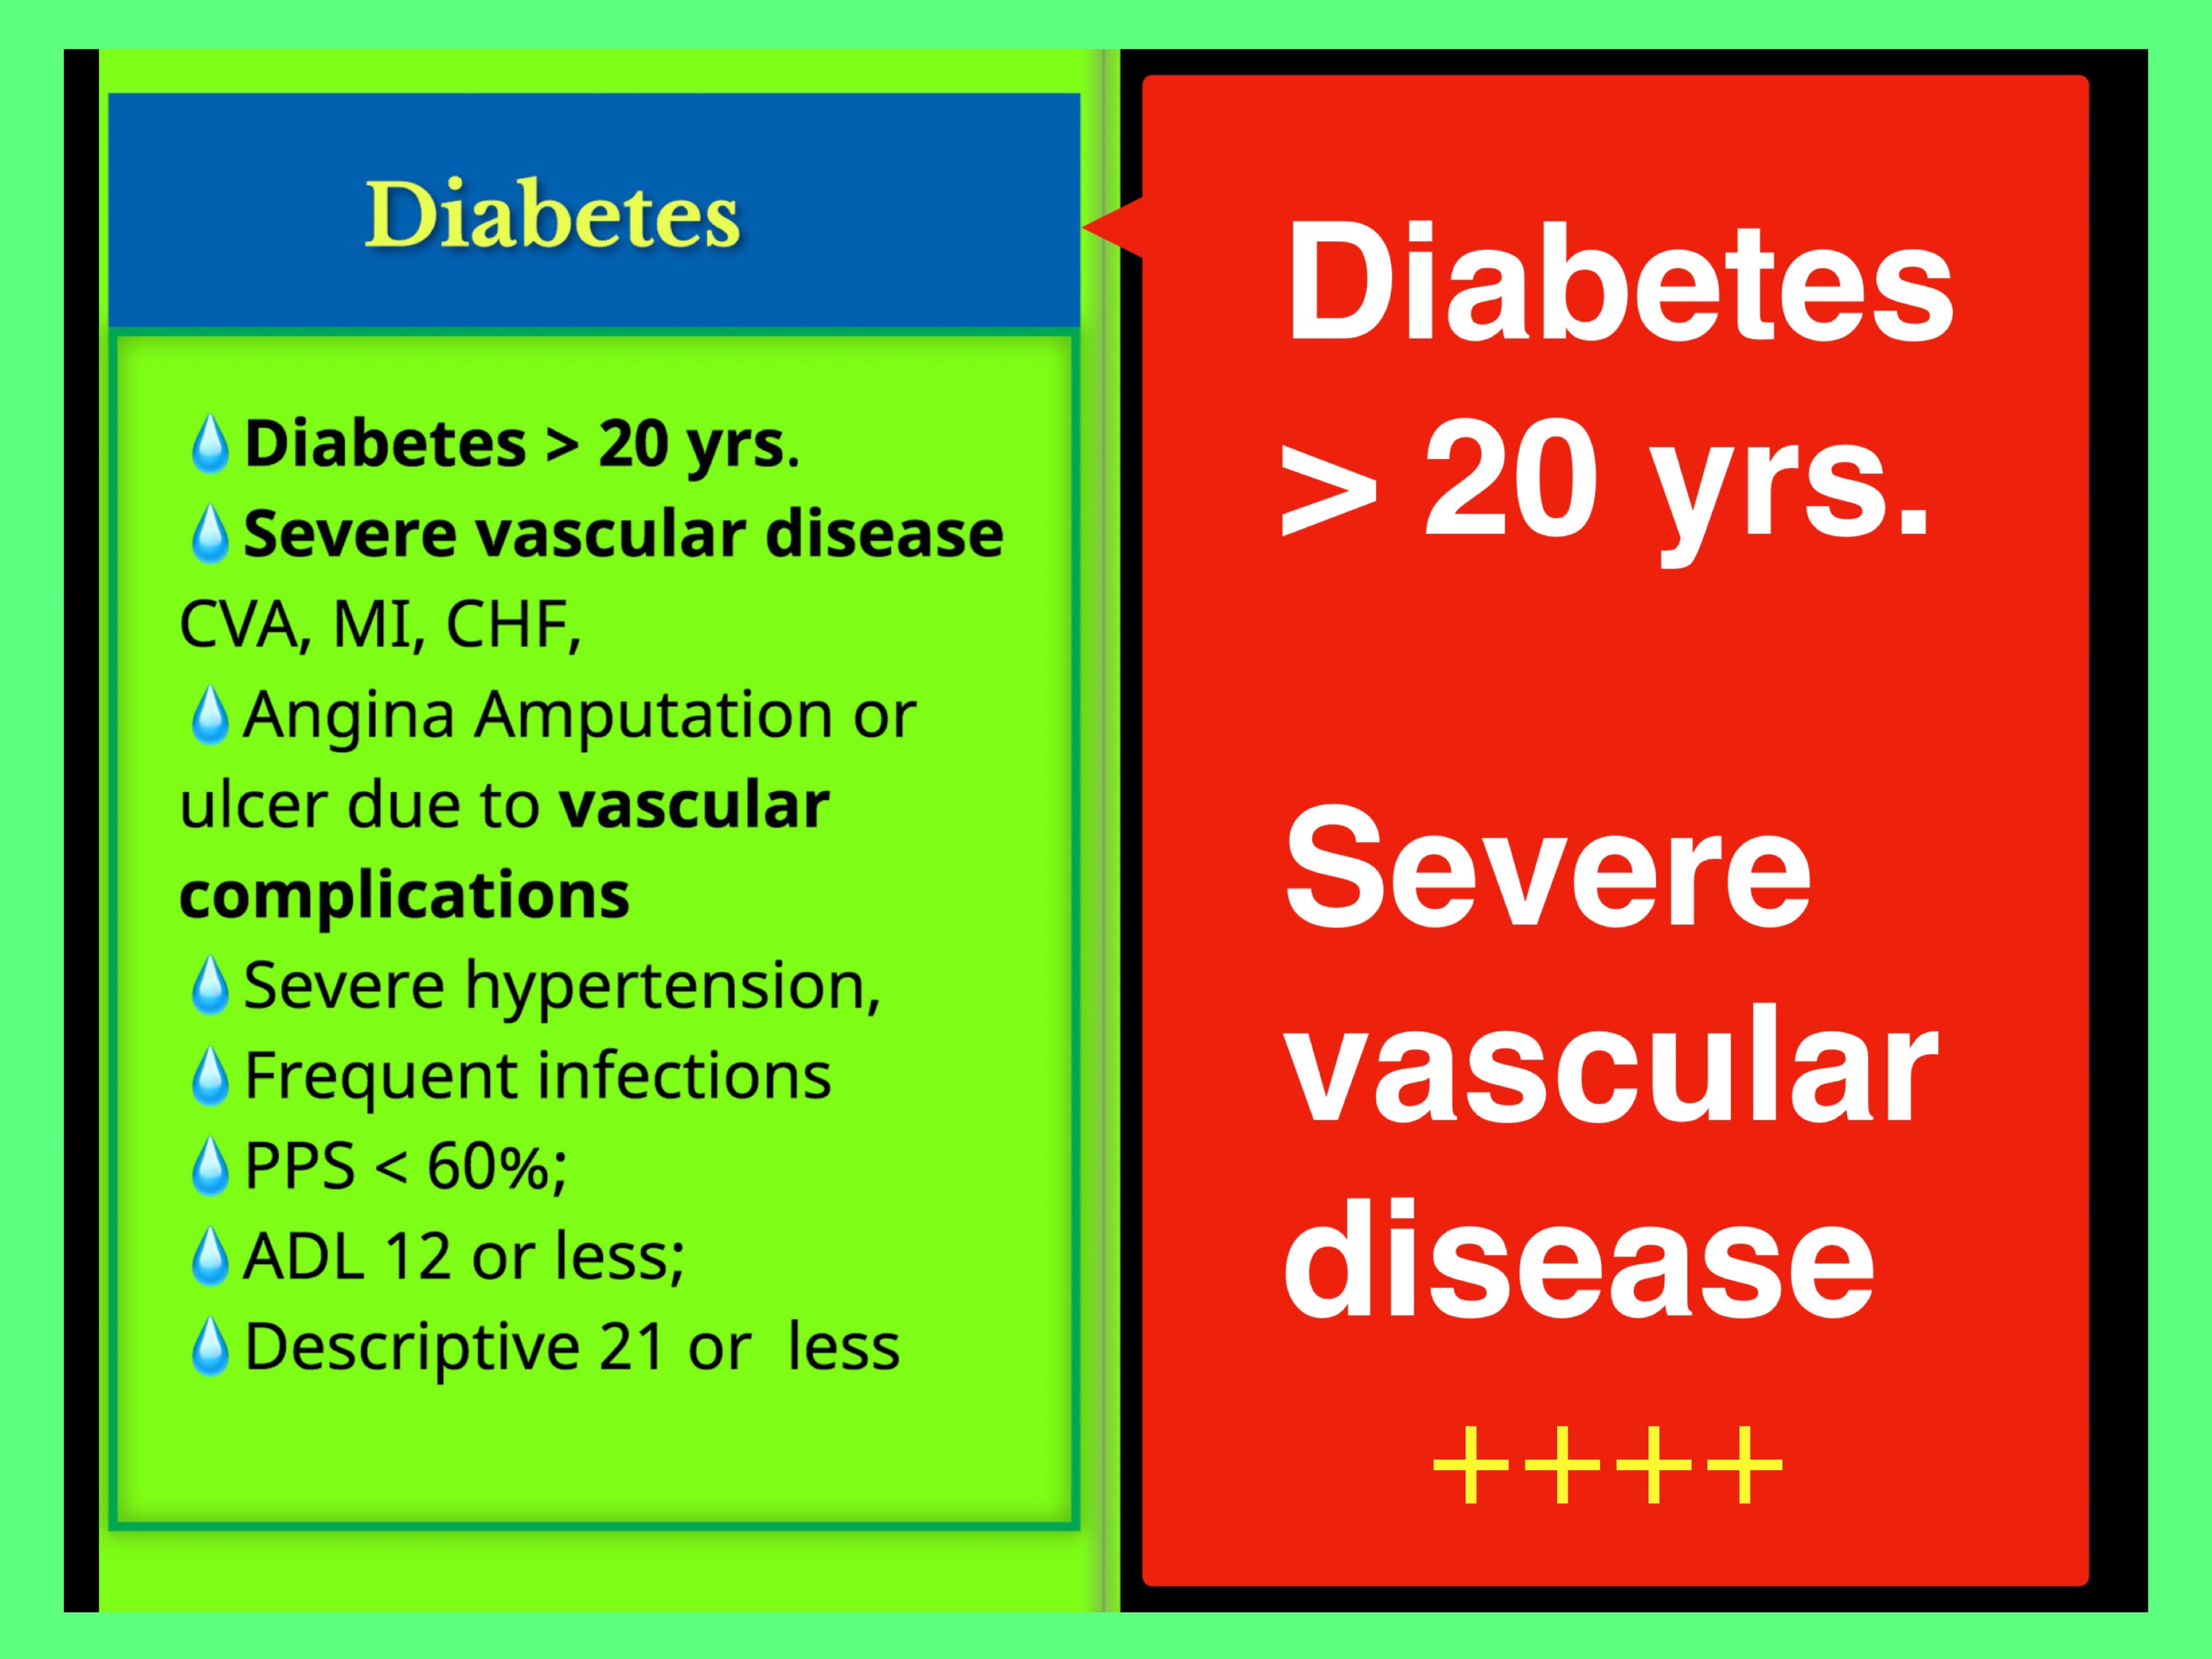 Diabetes
💧Diabetes > 20 yrs.
💧Severe vascular disease
CVA, MI, CHF,
💧Angina Amputation or
ulcer due to vascular
complications
💧Severe hypertension,
💧Frequent infections
💧PPS < 60%;
💧ADL 12 or less;
💧Descriptive 21 or  less
Diabetes
> 20 yrs.
Severe
vascular
disease
++++